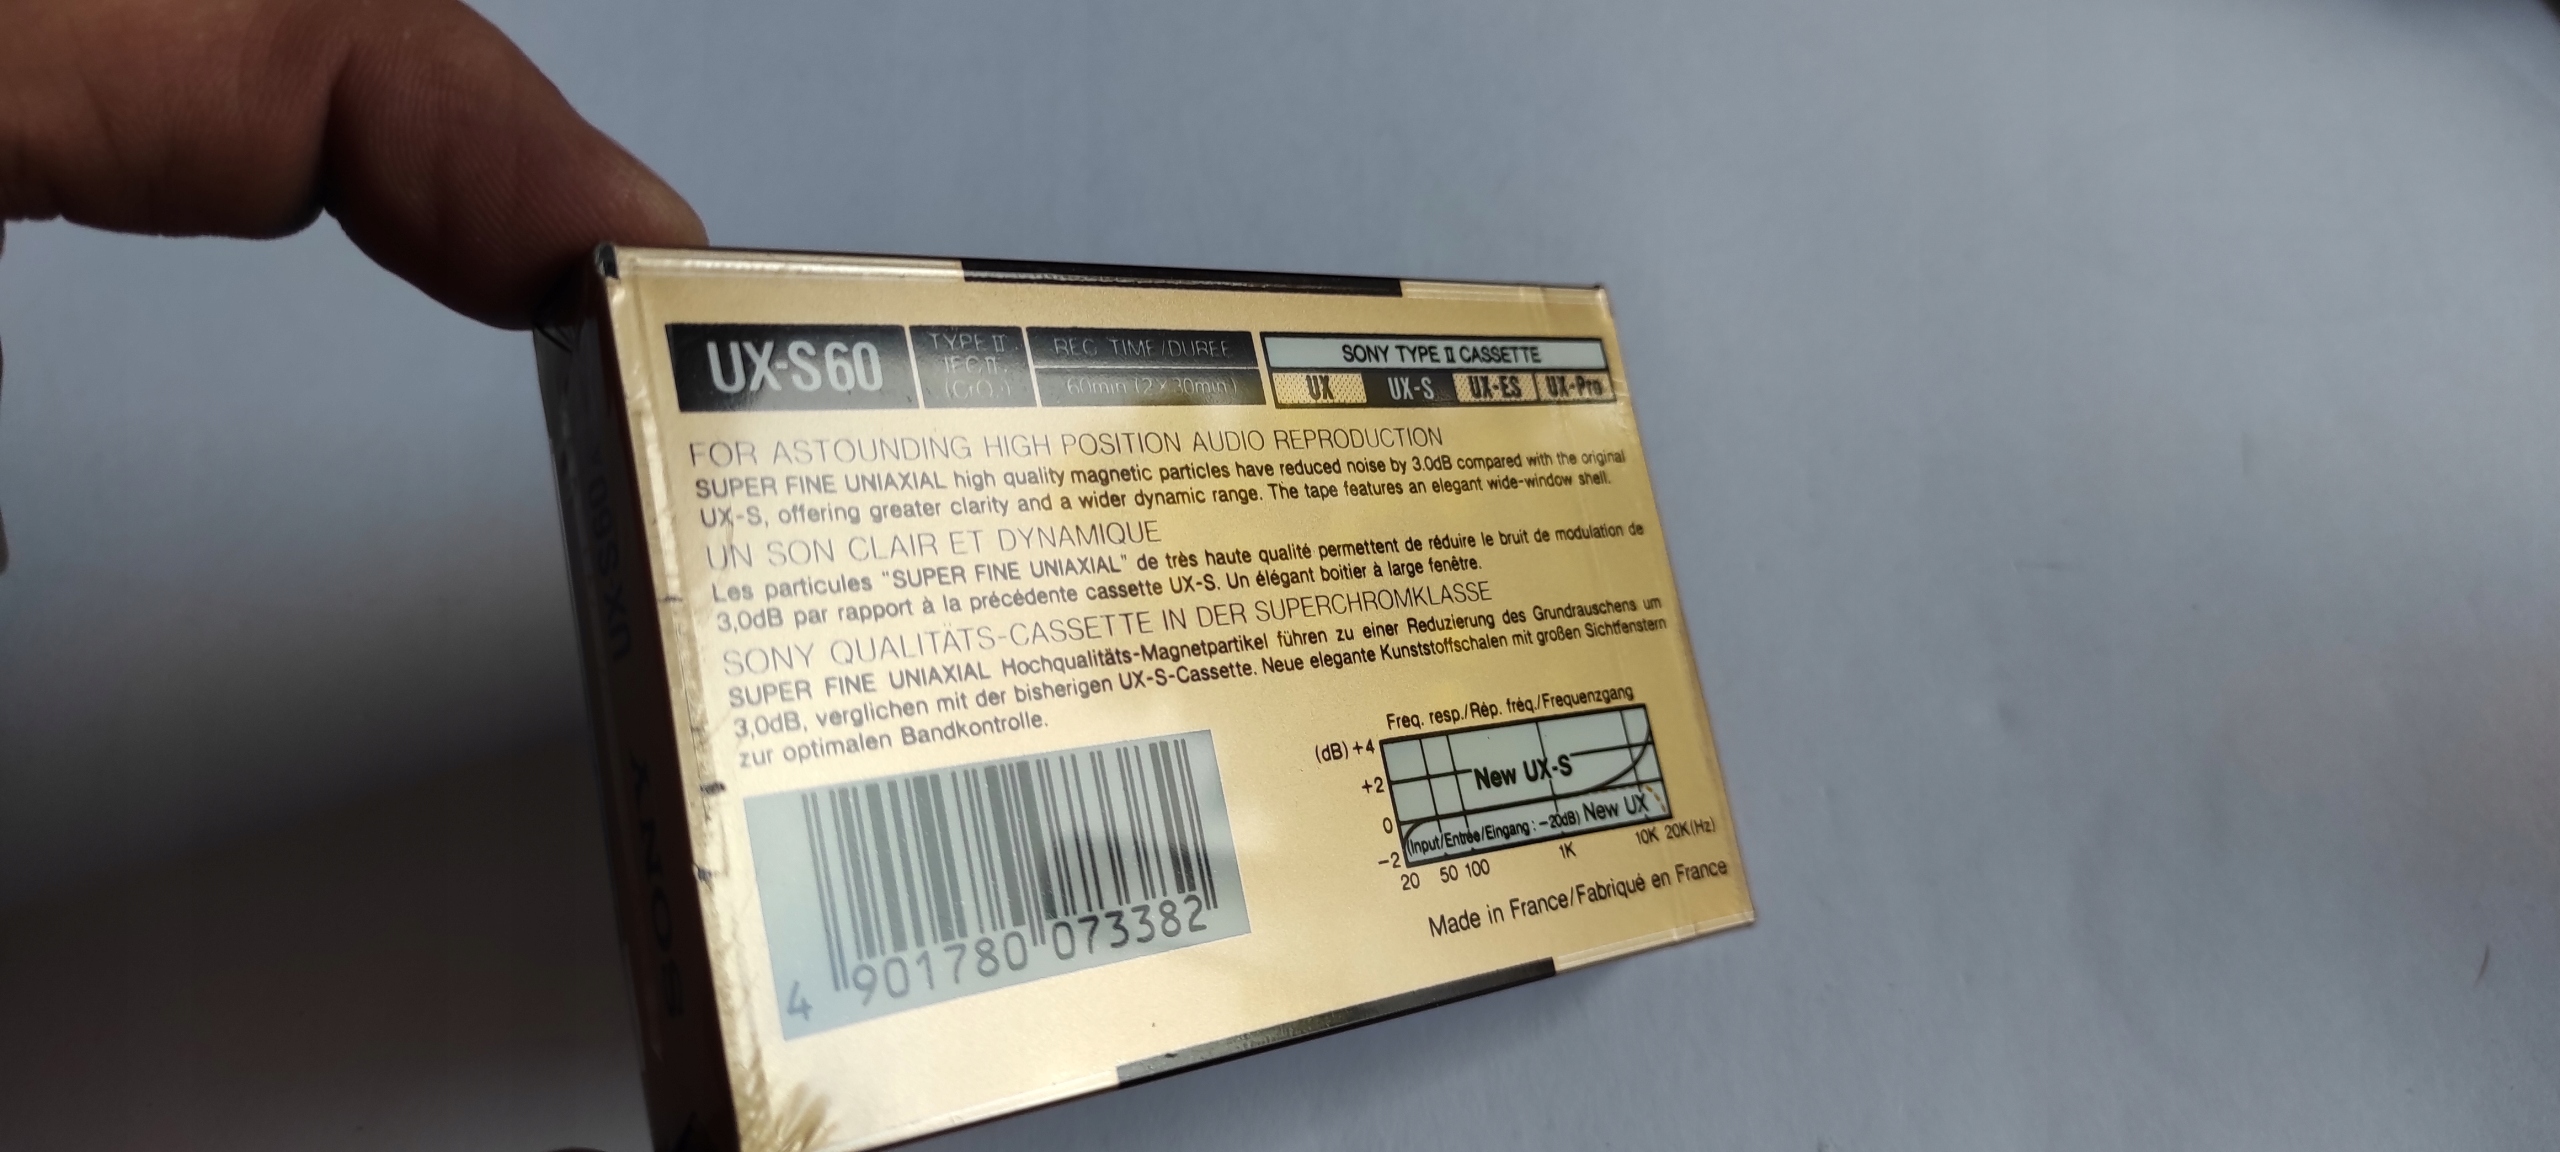 UX-S60
TYPE II
IEC II
(CrO₂)
REC TIME/DURÉE
60min (2×30min)
SONY TYPE II CASSETTE
UX UX-S UX-ES UX-Pro
FOR ASTOUNDING HIGH POSITION AUDIO REPRODUCTION
SUPER FINE UNIAXIAL high quality magnetic particles have reduced noise by 3.0dB compared with the original
UX-S, offering greater clarity and a wider dynamic range. The tape features an elegant wide-window shell.
UN SON CLAIR ET DYNAMIQUE
Les particules "SUPER FINE UNIAXIAL" de très haute qualité permettent de réduire le bruit de modulation de
3,0dB par rapport à la précédente cassette UX-S. Un élégant boitier à large fenêtre.
SONY QUALITÄTS-CASSETTE IN DER SUPERCHROMKLASSE
SUPER FINE UNIAXIAL Hochqualitäts-Magnetpartikel führen zu einer Reduzierung des Grundrauschens um
3,0dB, verglichen mit der bisherigen UX-S-Cassette. Neue elegante Kunststoffschalen mit großen Sichtfenstern
zur optimalen Bandkontrolle.
Freq. resp./Rép. fréq./Frequenzgang
(dB) +4
+2
0
-2
New UX-S
New UX
(Input/Entrée/Eingang : -20dB)
20 50 100 1K 10K 20K(Hz)
Made in France/Fabriqué en France
4 901780 073382
UX-S60
SONY